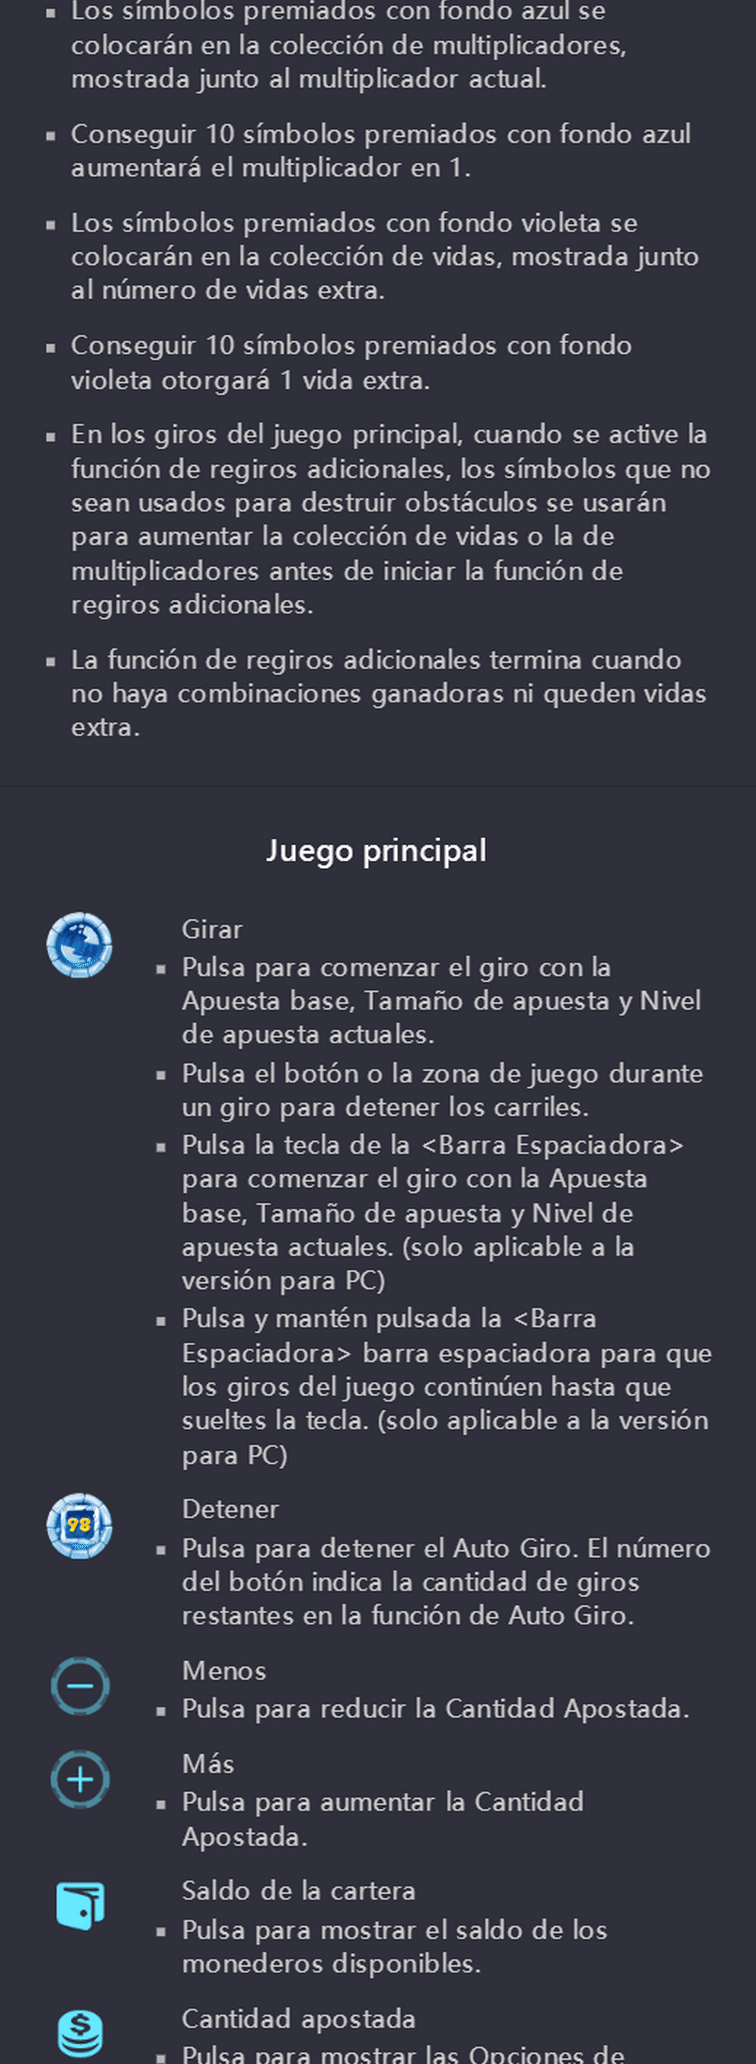 ▪ Los símbolos premiados con fondo azul se
colocarán en la colección de multiplicadores,
mostrada junto al multiplicador actual.
▪ Conseguir 10 símbolos premiados con fondo azul
aumentará el multiplicador en 1.
▪ Los símbolos premiados con fondo violeta se
colocarán en la colección de vidas, mostrada junto
al número de vidas extra.
▪ Conseguir 10 símbolos premiados con fondo
violeta otorgará 1 vida extra.
▪ En los giros del juego principal, cuando se active la
función de regiros adicionales, los símbolos que no
sean usados para destruir obstáculos se usarán
para aumentar la colección de vidas o la de
multiplicadores antes de iniciar la función de
regiros adicionales.
▪ La función de regiros adicionales termina cuando
no haya combinaciones ganadoras ni queden vidas
extra.
Juego principal
Girar
▪ Pulsa para comenzar el giro con la
Apuesta base, Tamaño de apuesta y Nivel
de apuesta actuales.
▪ Pulsa el botón o la zona de juego durante
un giro para detener los carriles.
▪ Pulsa la tecla de la <Barra Espaciadora>
para comenzar el giro con la Apuesta
base, Tamaño de apuesta y Nivel de
apuesta actuales. (solo aplicable a la
versión para PC)
▪ Pulsa y mantén pulsada la <Barra
Espaciadora> barra espaciadora para que
los giros del juego continúen hasta que
sueltes la tecla. (solo aplicable a la versión
para PC)
98
Detener
▪ Pulsa para detener el Auto Giro. El número
del botón indica la cantidad de giros
restantes en la función de Auto Giro.
Menos
▪ Pulsa para reducir la Cantidad Apostada.
Más
▪ Pulsa para aumentar la Cantidad
Apostada.
Saldo de la cartera
▪ Pulsa para mostrar el saldo de los
monederos disponibles.
$
Cantidad apostada
▪ Pulsa para mostrar las Opciones de